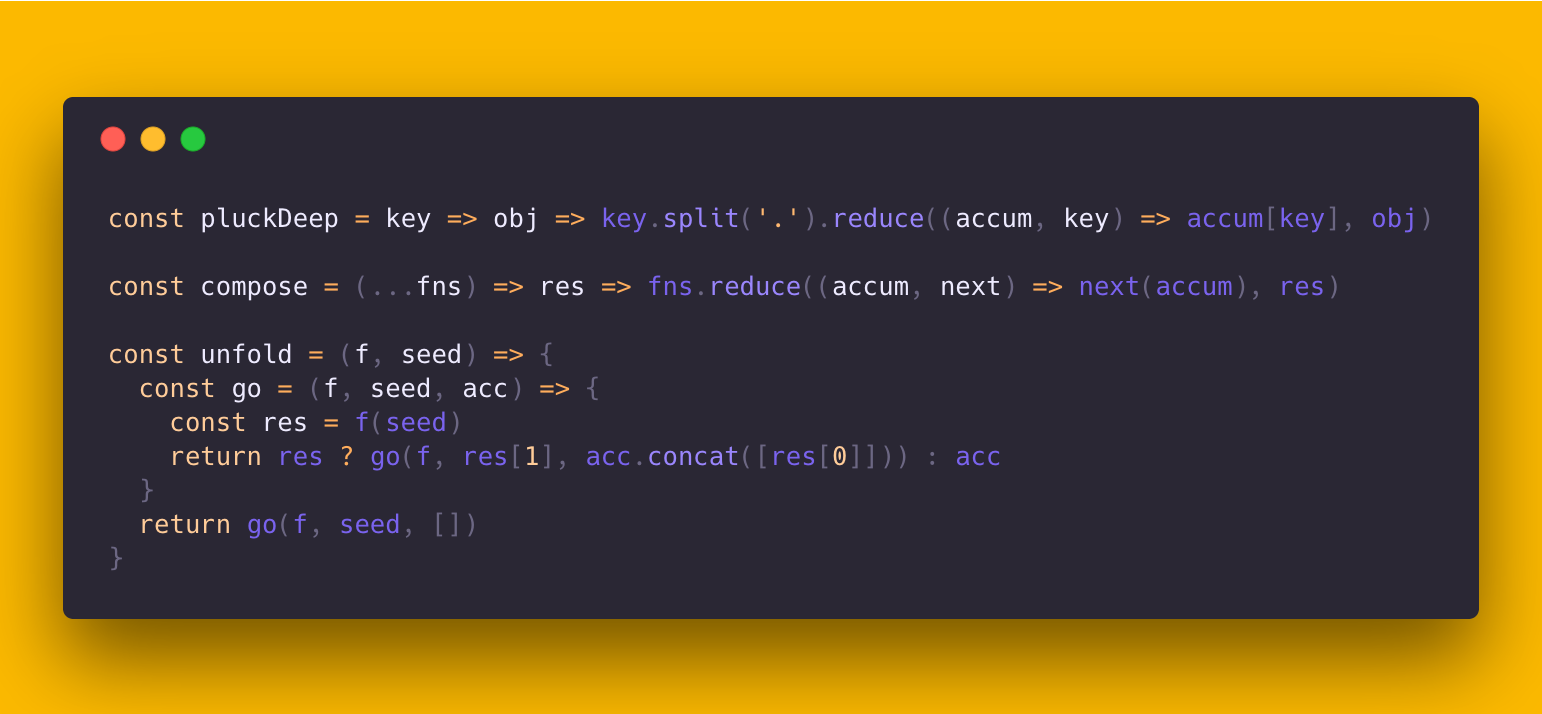 const pluckDeep = key => obj => key.split('.').reduce((accum, key) => accum[key], obj)
const compose = (...fns) => res => fns.reduce((accum, next) => next(accum), res)
const unfold = (f, seed) => {
  const go = (f, seed, acc) => {
    const res = f(seed)
    return res ? go(f, res[1], acc.concat([res[0]])) : acc
  }
  return go(f, seed, [])
}